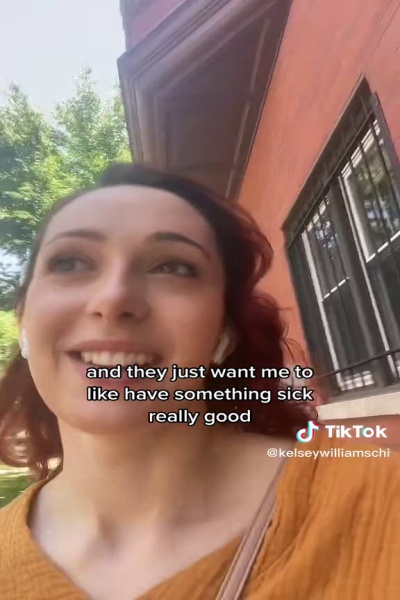 and they just want me to
like have something sick
really good
TikTok
@kelseywilliamschi